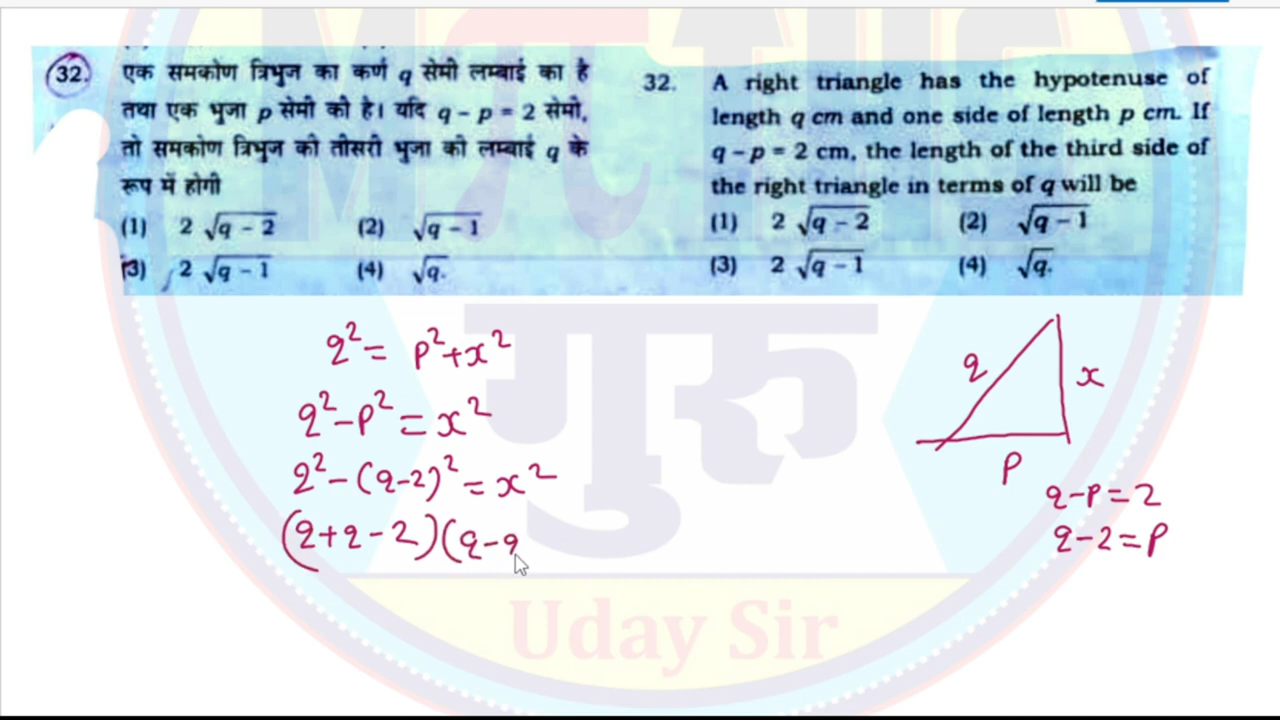 32. एक समकोण त्रिभुज का कर्ण q सेमी लम्बाई का है
तथा एक भुजा p सेमी की है। यदि q – p = 2 सेमी,
तो समकोण त्रिभुज की तीसरी भुजा की लम्बाई q के
रूप में होगी
(1) 2 √q – 2 (2) √q – 1
(3) 2 √q – 1 (4) √q.
32. A right triangle has the hypotenuse of
length q cm and one side of length p cm. If
q – p = 2 cm, the length of the third side of
the right triangle in terms of q will be
(1) 2 √q – 2 (2) √q – 1
(3) 2 √q – 1 (4) √q.
q² = p² + x²
q² – p² = x²
q² – (q-2)² = x²
(q+q-2)(q-q
q
x
p
q-p=2
q-2=p
गुरु
Uday Sir